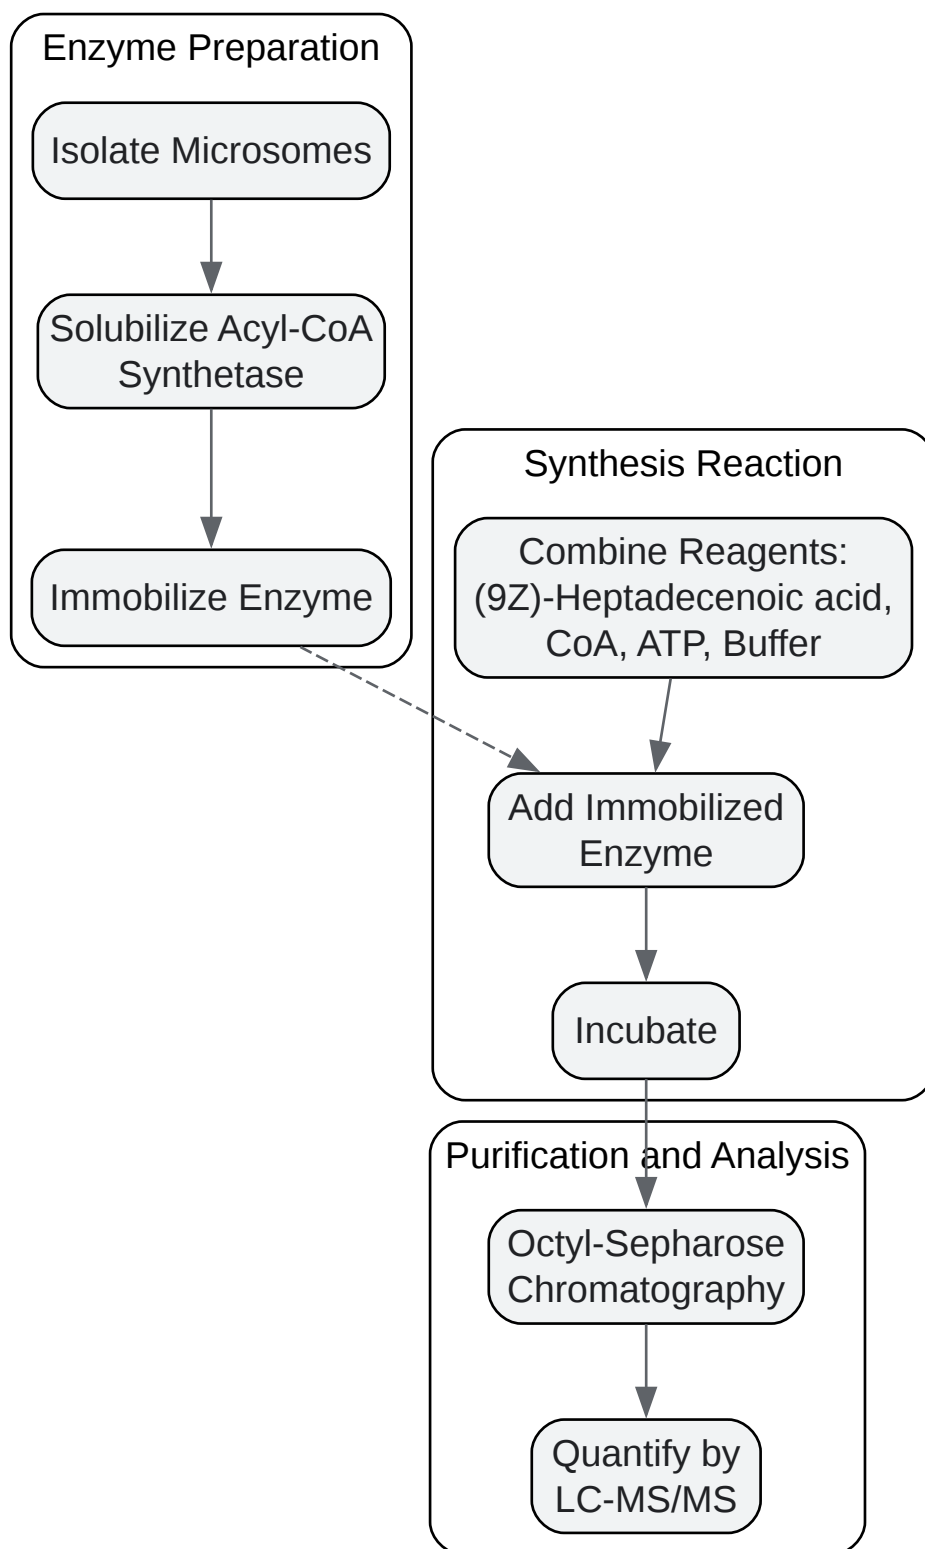 Enzyme Preparation
Isolate Microsomes
Solubilize Acyl-CoA
Synthetase
Immobilize Enzyme
Synthesis Reaction
Combine Reagents:
(9Z)-Heptadecenoic acid,
CoA, ATP, Buffer
Add Immobilized
Enzyme
Incubate
Purification and Analysis
Octyl-Sepharose
Chromatography
Quantify by
LC-MS/MS